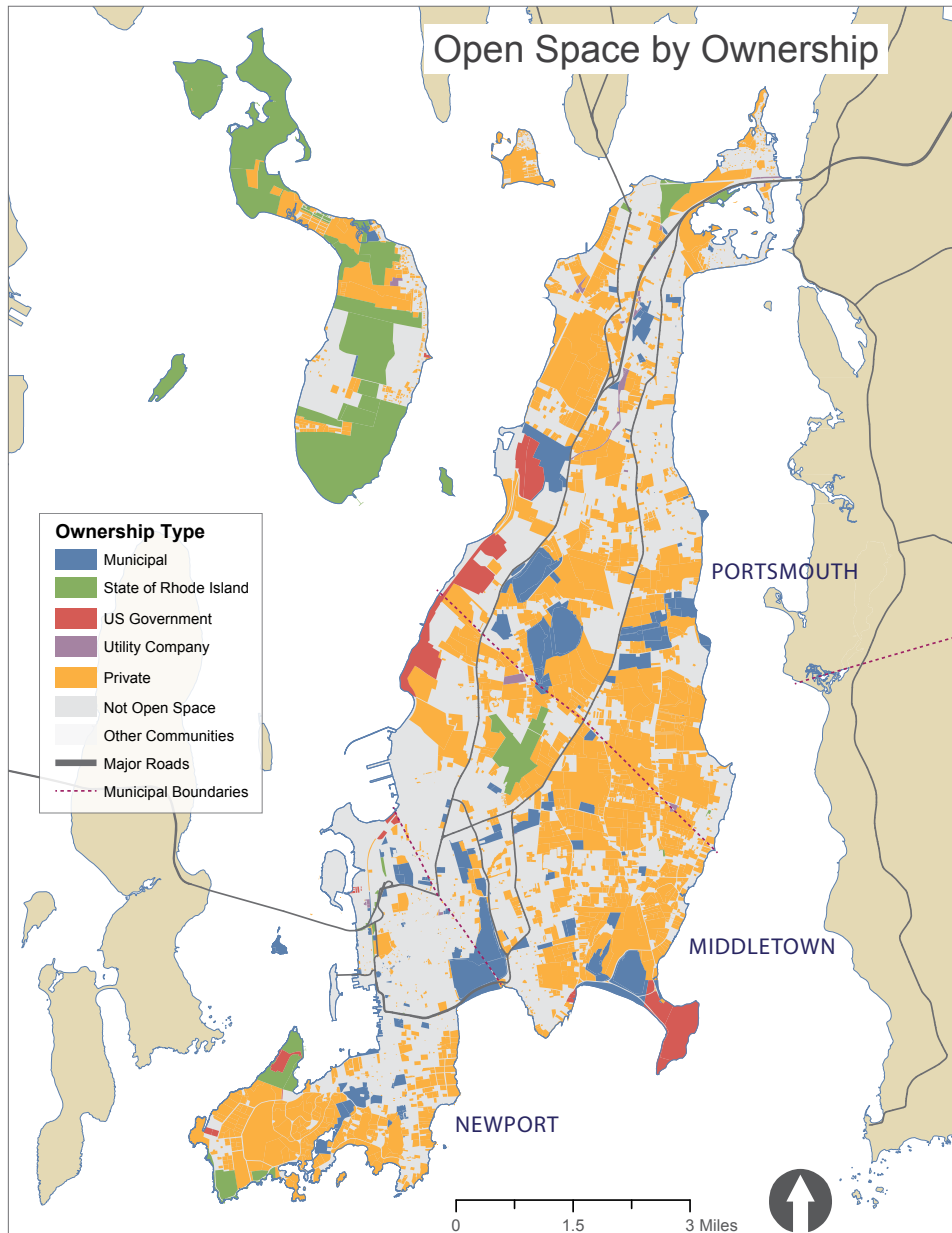 Open Space by Ownership
Ownership Type
Municipal
State of Rhode Island
US Government
Utility Company
Private
Not Open Space
Other Communities
Major Roads
Municipal Boundaries
PORTSMOUTH
MIDDLETOWN
NEWPORT
0 1.5 3 Miles